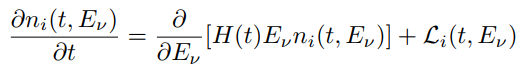 ∂n_i(t, E_ν)/∂t = ∂/∂E_ν [H(t)E_ν n_i(t, E_ν)] + ℒ_i(t, E_ν)